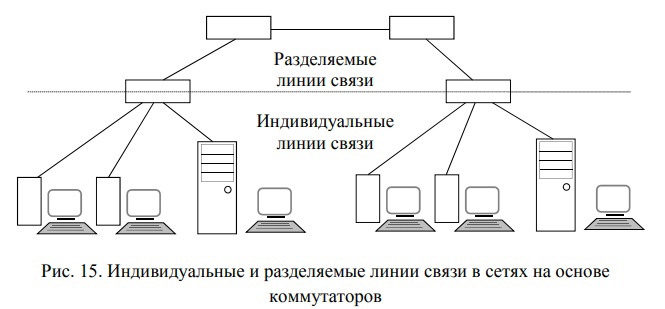 Разделяемые
линии связи
Индивидуальные
линии связи
Рис. 15. Индивидуальные и разделяемые линии связи в сетях на основе
коммутаторов